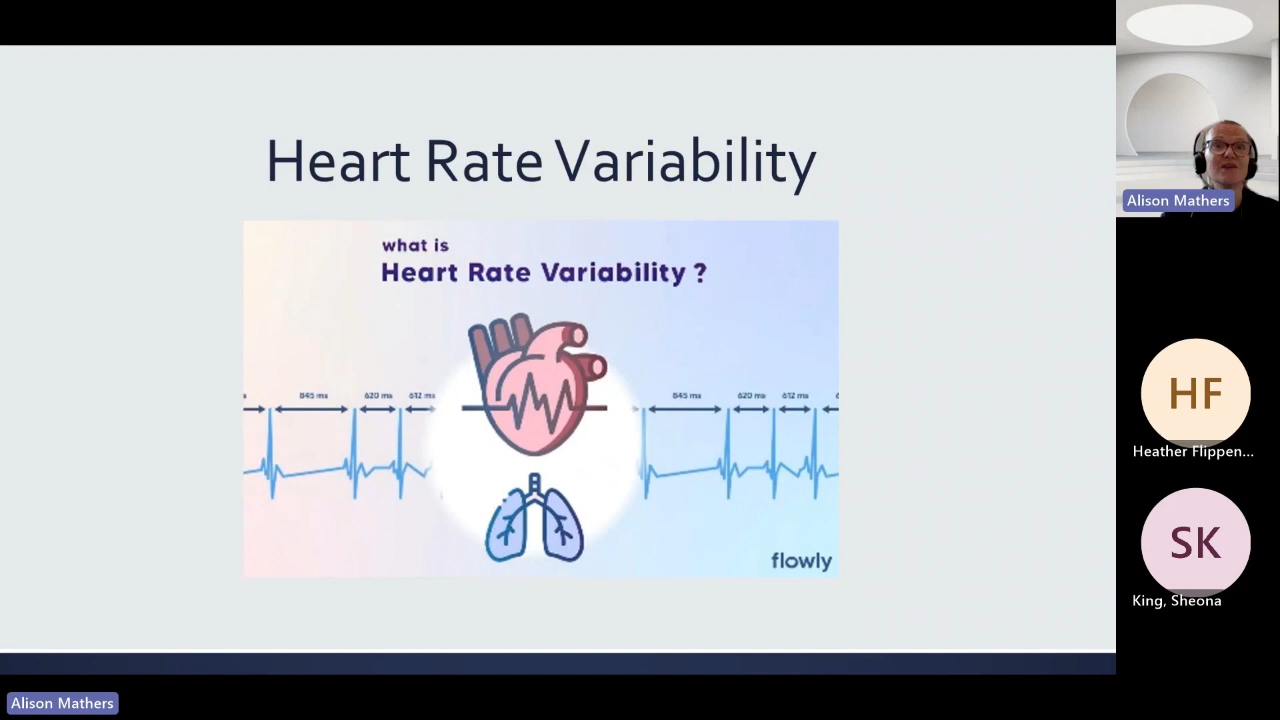 Heart Rate Variability
what is
Heart Rate Variability ?
845 ms 620 ms 612 ms 845 ms 620 ms 612 ms
flowly
Alison Mathers
HF
Heather Flippen...
SK
King, Sheona
Alison Mathers